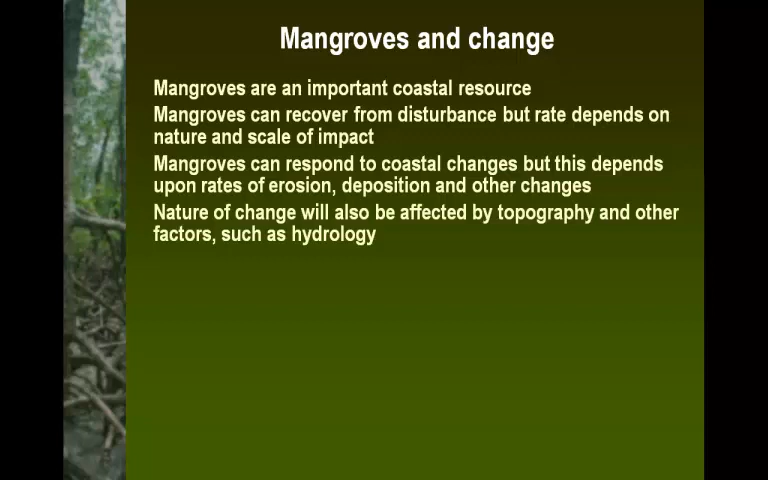 Mangroves and change
Mangroves are an important coastal resource
Mangroves can recover from disturbance but rate depends on
nature and scale of impact
Mangroves can respond to coastal changes but this depends
upon rates of erosion, deposition and other changes
Nature of change will also be affected by topography and other
factors, such as hydrology